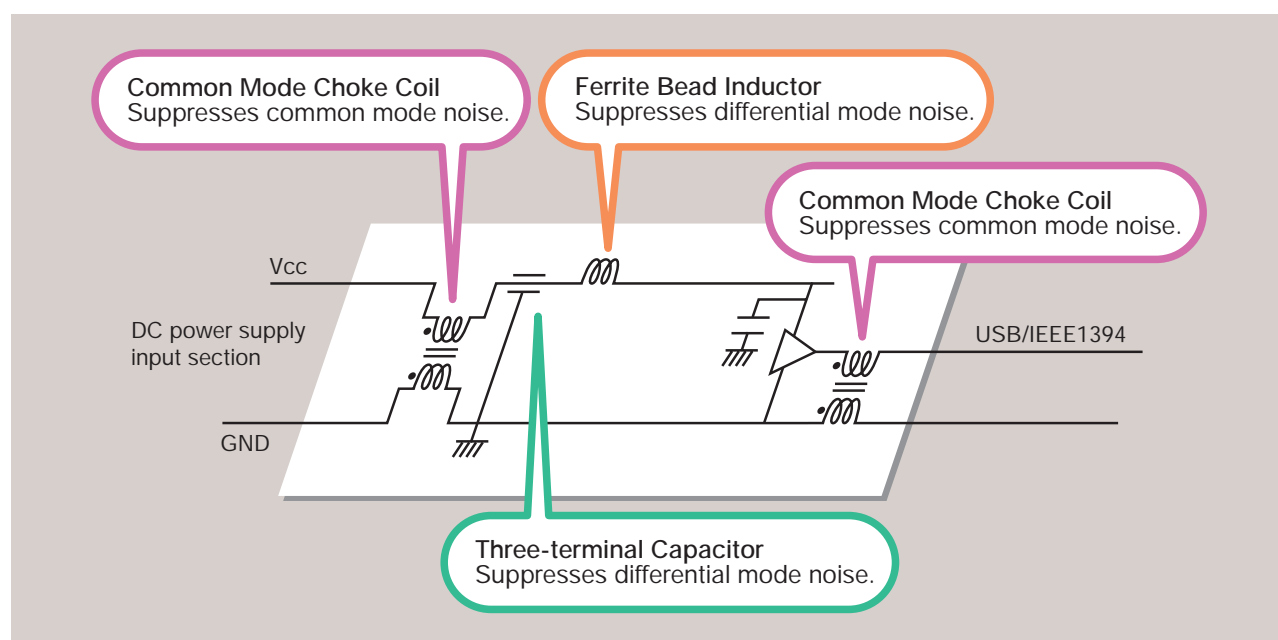 Common Mode Choke Coil
Suppresses common mode noise.
Ferrite Bead Inductor
Suppresses differential mode noise.
Common Mode Choke Coil
Suppresses common mode noise.
Vcc
DC power supply
input section
USB/IEEE1394
GND
Three-terminal Capacitor
Suppresses differential mode noise.